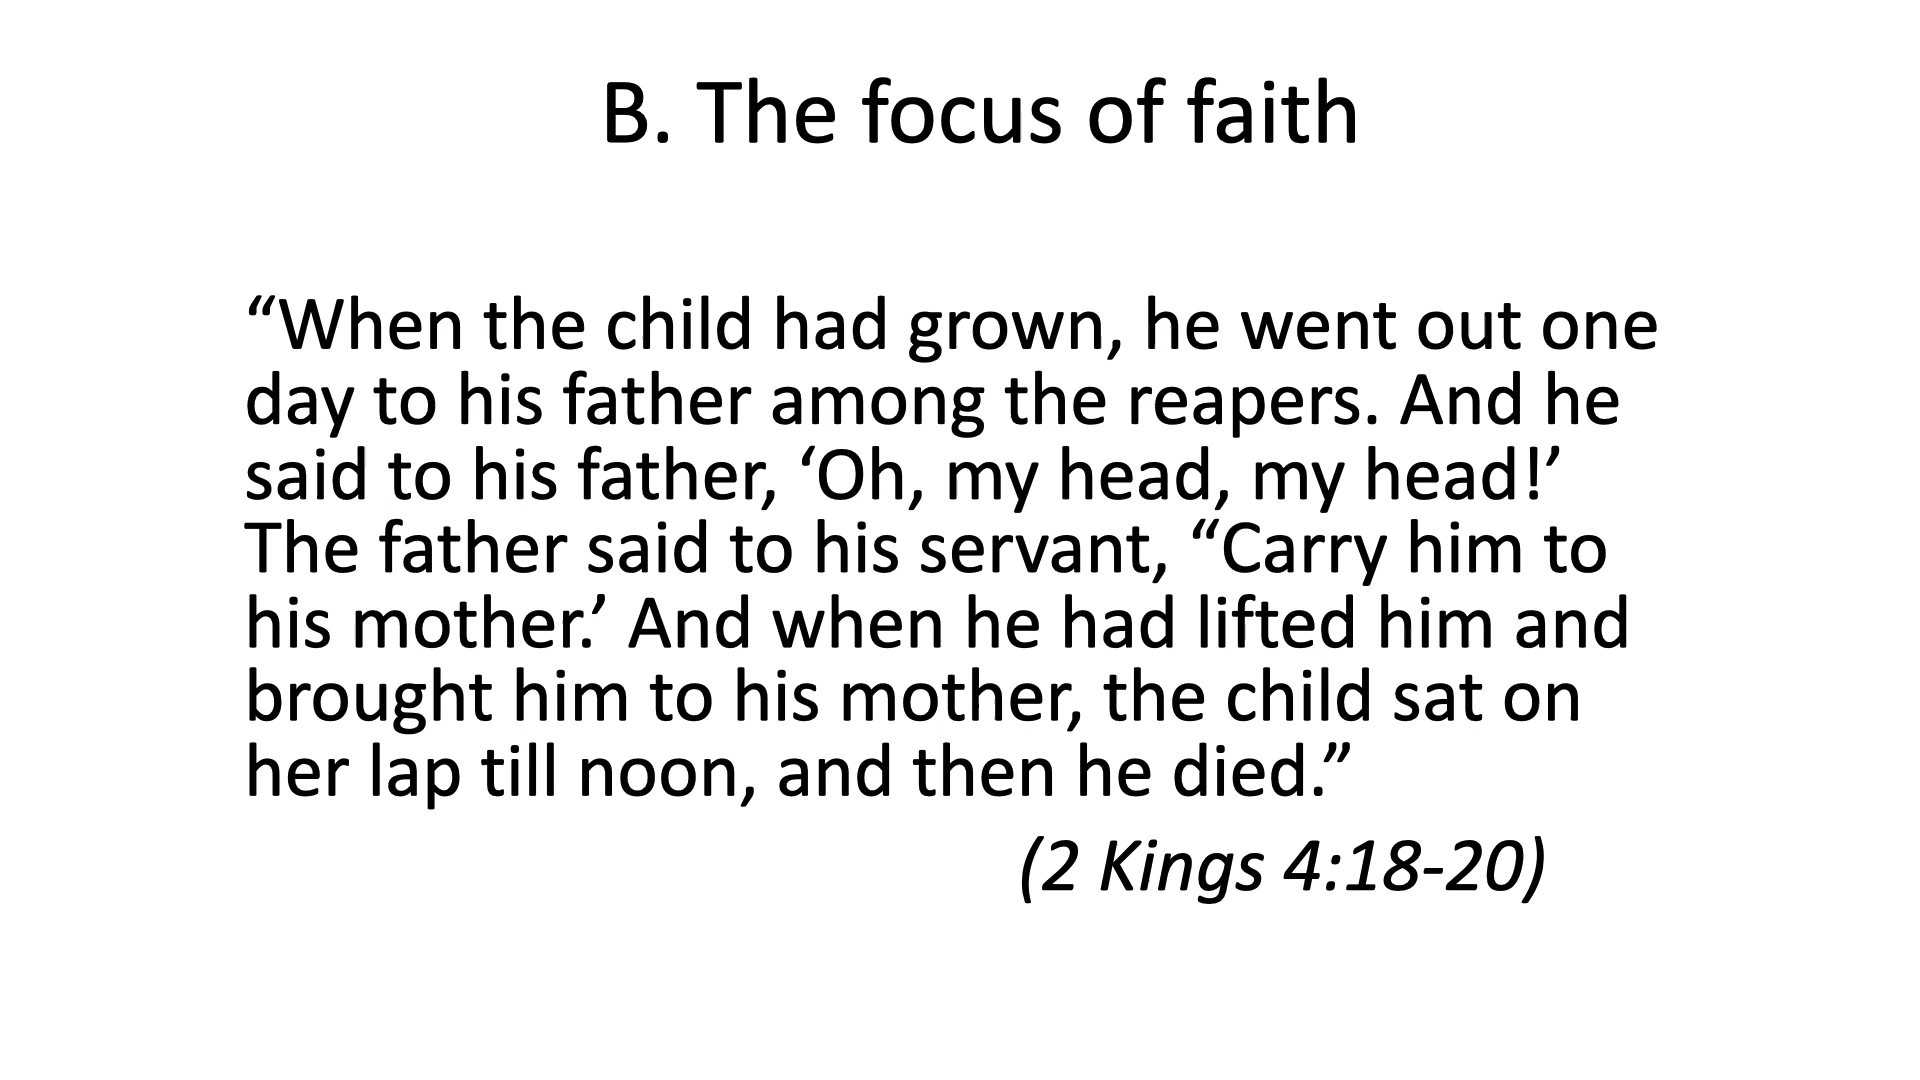 B. The focus of faith
“When the child had grown, he went out one
day to his father among the reapers. And he
said to his father, ‘Oh, my head, my head!’
The father said to his servant, “Carry him to
his mother.’ And when he had lifted him and
brought him to his mother, the child sat on
her lap till noon, and then he died.”
(2 Kings 4:18-20)